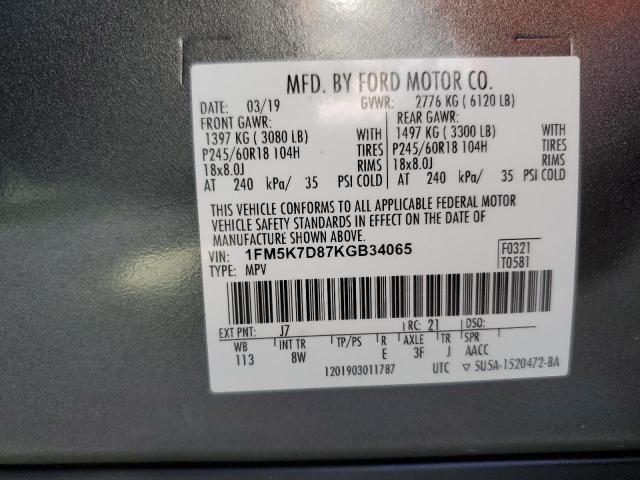 MFD. BY FORD MOTOR CO.
DATE: 03/19 GVWR: 2776 KG ( 6120 LB)
FRONT GAWR: REAR GAWR:
1397 KG ( 3080 LB) WITH 1497 KG ( 3300 LB) WITH
P245/60R18 104H TIRES P245/60R18 104H TIRES
18x8.0J RIMS 18x8.0J RIMS
AT 240 kPa/ 35 PSI COLD AT 240 kPa/ 35 PSI COLD
THIS VEHICLE CONFORMS TO ALL APPLICABLE FEDERAL MOTOR
VEHICLE SAFETY STANDARDS IN EFFECT ON THE DATE OF
MANUFACTURE SHOWN ABOVE.
VIN: 1FM5K7D87KGB34065 F0321
TYPE: MPV T0581
EXT PNT: J7 RC: 21 DSO:
WB INT TR TP/PS R AXLE TR SPR
113 8W E 3F J AACC
1201903011787 UTC ▽ 5U5A-1520472-BA